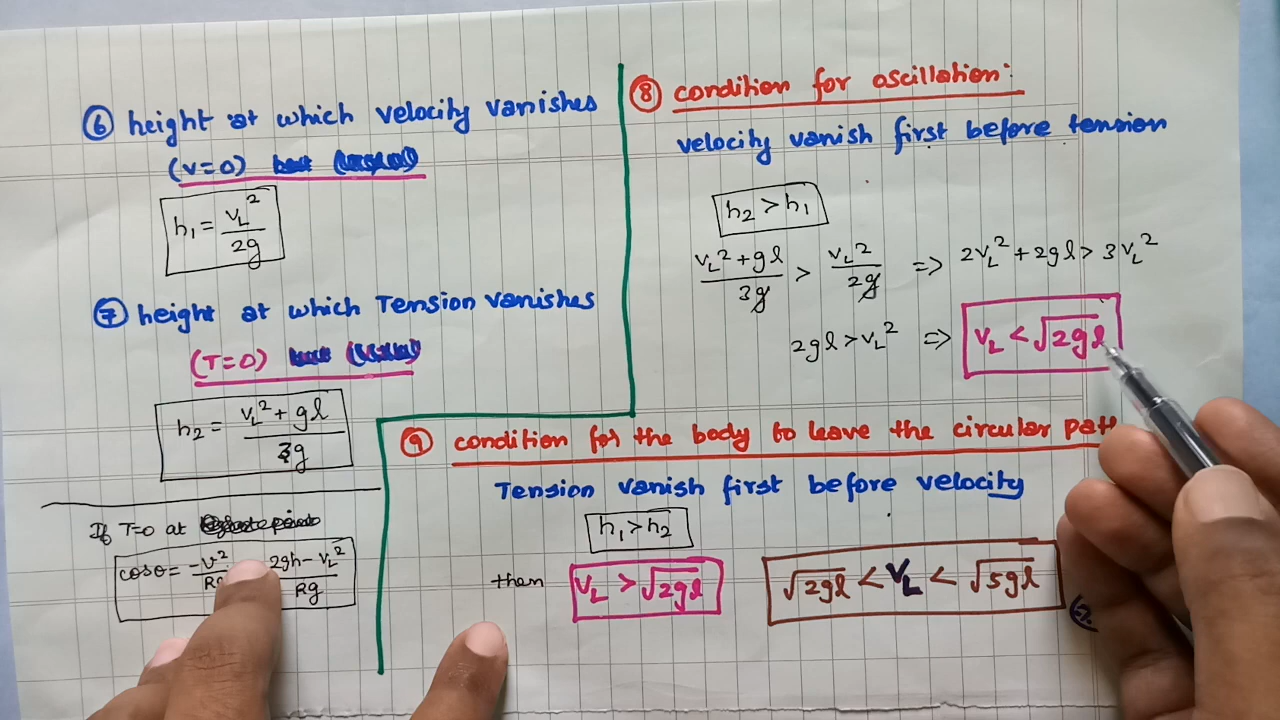 ⑥ height at which velocity vanishes
(v=0)
h₁ = v_L² / 2g
⑦ height at which Tension vanishes
(T=0)
h₂ = v_L² + gl / 3g
If T=0 at
cosθ = -v² / Rg 2gh - v_L² / Rg
⑧ condition for oscillation:
velocity vanish first before tension
h₂ > h₁
v_L² + gl / 3g > v_L² / 2g => 2v_L² + 2gl > 3v_L²
2gl > v_L² => v_L < √2gl
⑨ condition for the body to leave the circular pat
Tension vanish first before velocity
h₁ > h₂
then v_L > √2gl √2gl < v_L < √5gl